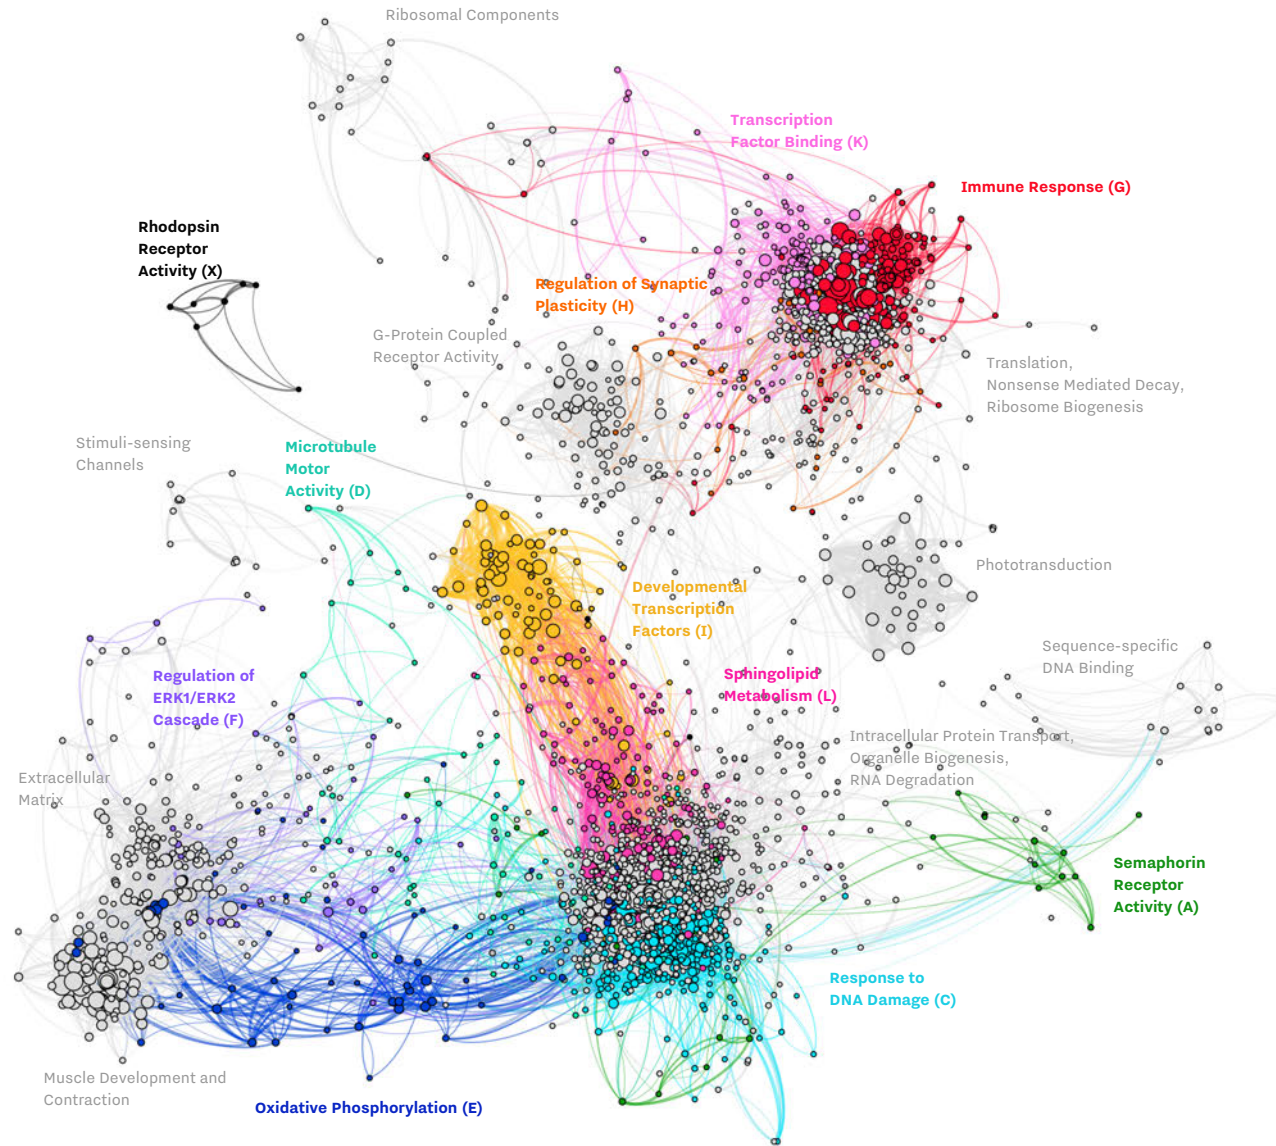 Ribosomal Components
Transcription
Factor Binding (K)
Immune Response (G)
Rhodopsin
Receptor
Activity (X)
Regulation of Synaptic
Plasticity (H)
G-Protein Coupled
Receptor Activity
Translation,
Nonsense Mediated Decay,
Ribosome Biogenesis
Stimuli-sensing
Channels
Microtubule
Motor
Activity (D)
Phototransduction
Developmental
Transcription
Factors (I)
Sequence-specific
DNA Binding
Regulation of
ERK1/ERK2
Cascade (F)
Sphingolipid
Metabolism (L)
Intracellular Protein Transport,
Organelle Biogenesis,
RNA Degradation
Extracellular
Matrix
Semaphorin
Receptor
Activity (A)
Response to
DNA Damage (C)
Muscle Development and
Contraction
Oxidative Phosphorylation (E)